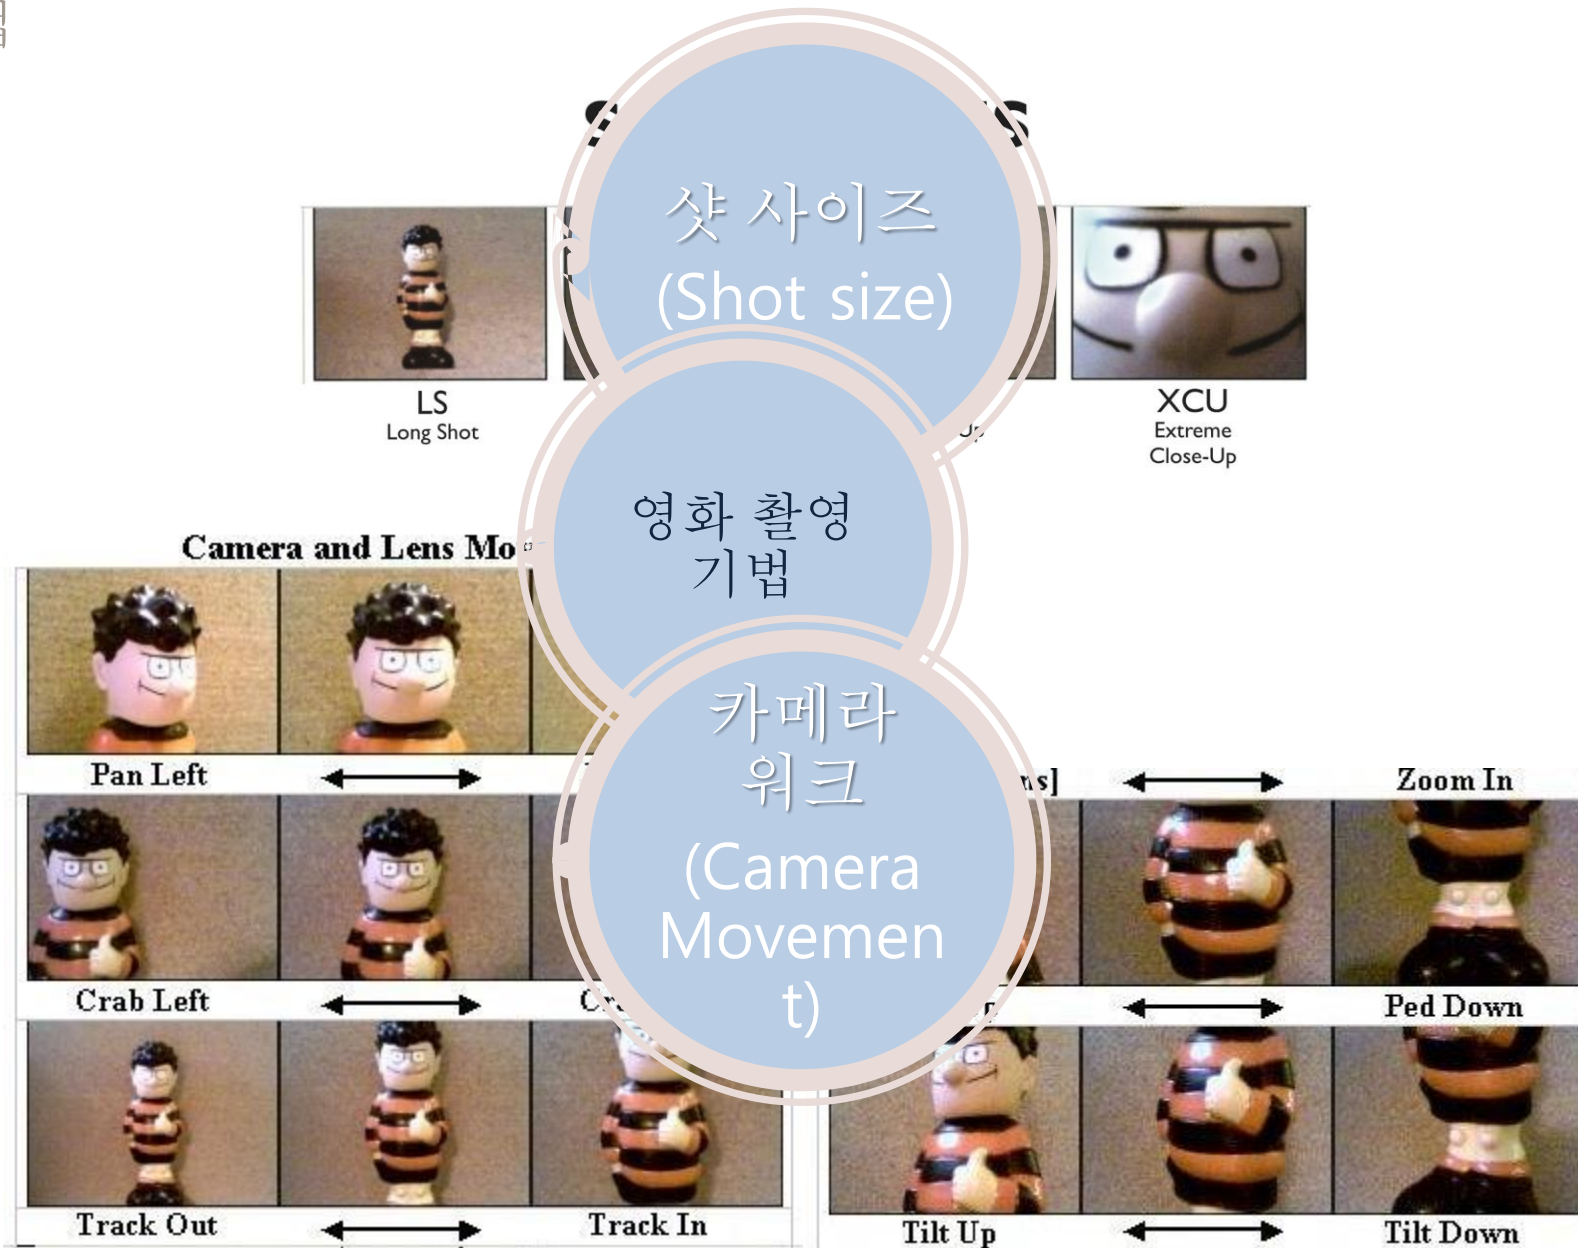 샷 사이즈
(Shot size)
LS
Long Shot
Up
XCU
Extreme
Close-Up
영화 촬영
기법
Camera and Lens Mo
카메라
워크
(Camera
Movemen
t)
Pan Left
ns]
Zoom In
Crab Left
Ped Down
Track Out
Track In
Tilt Up
Tilt Down